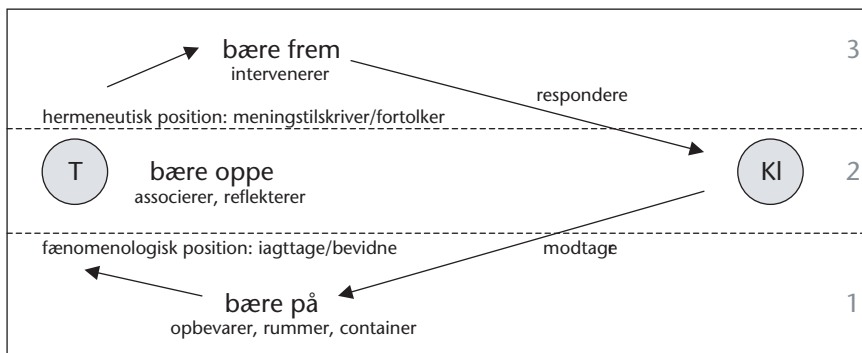 bære frem
3
intervenerer
respondere
hermeneutisk position: meningstilskriver/fortolker
T
bære oppe
Kl
2
associerer, reflekterer
fænomenologisk position: iagttage/bevidne
modtager
bære på
1
opbevarer, rummer, container